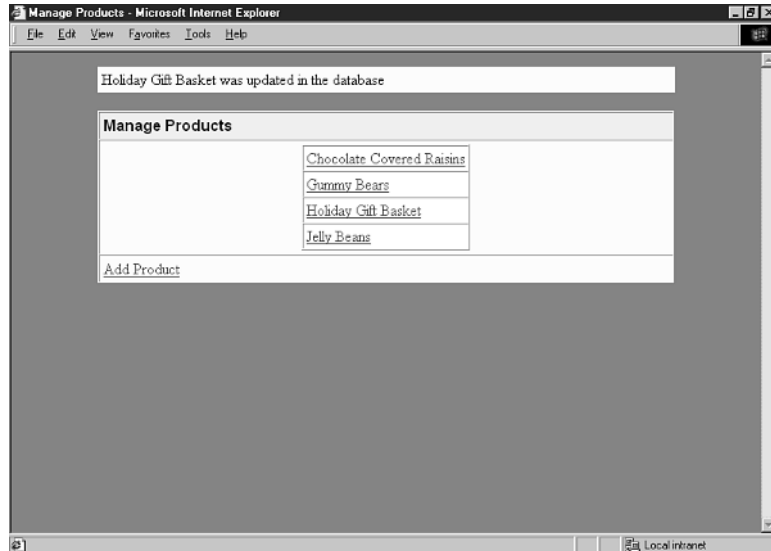 Manage Products - Microsoft Internet Explorer
File Edit View Favorites Tools Help
Holiday Gift Basket was updated in the database
Manage Products
Chocolate Covered Raisins
Gummy Bears
Holiday Gift Basket
Jelly Beans
Add Product
Local intranet